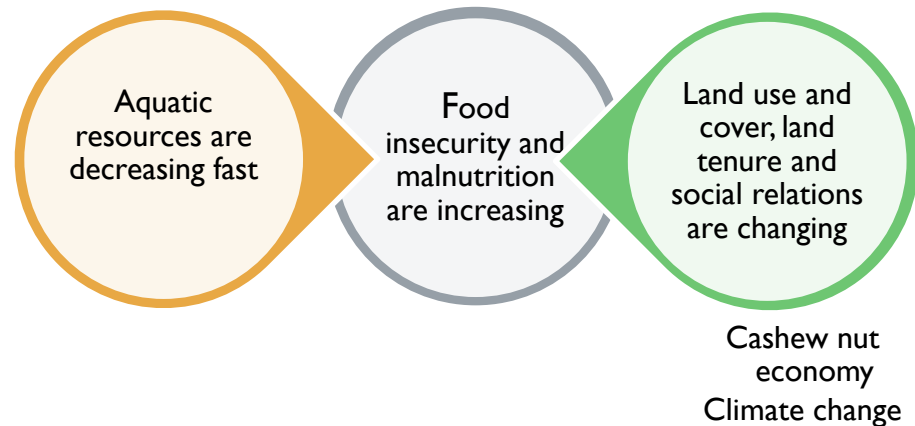 Aquatic
resources are
decreasing fast
Food
insecurity and
malnutrition
are increasing
Land use and
cover, land
tenure and
social relations
are changing
Cashew nut
economy
Climate change